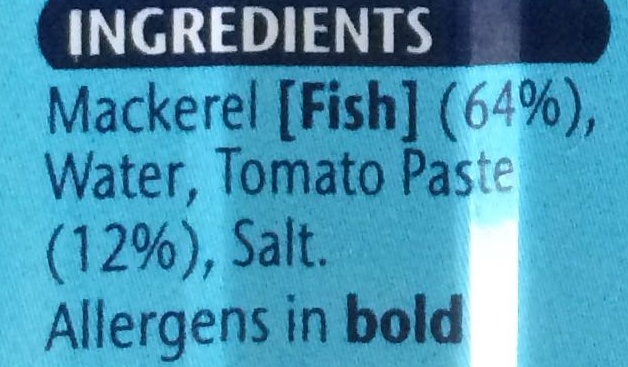 INGREDIENTS
Mackerel [Fish] (64%),
Water, Tomato Paste
(12%), Salt.
Allergens in bold